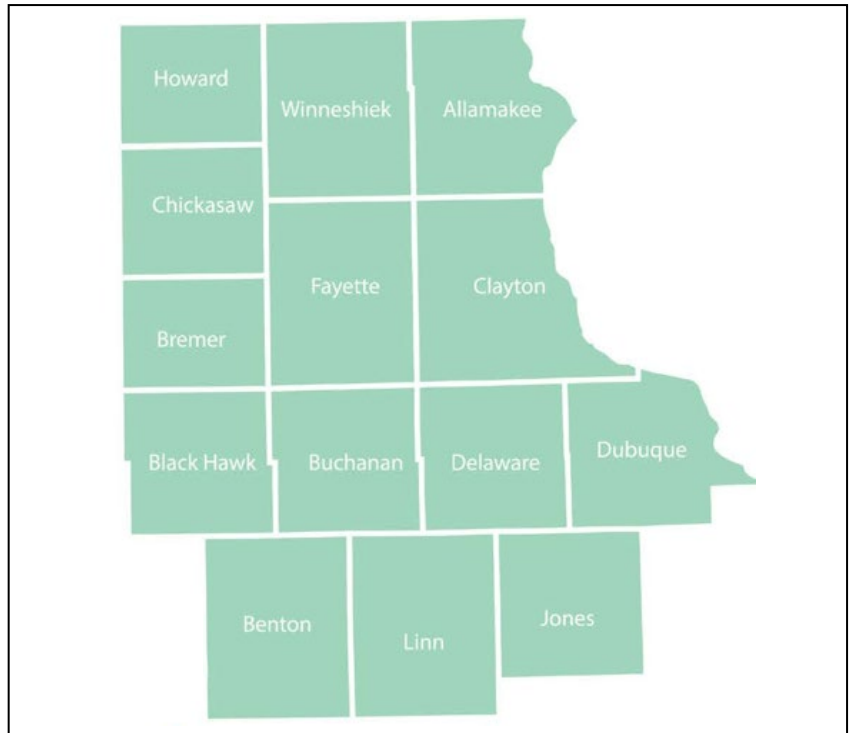 Howard
Winneshiek
Allamakee
Chickasaw
Fayette
Clayton
Bremer
Black Hawk
Buchanan
Delaware
Dubuque
Benton
Linn
Jones